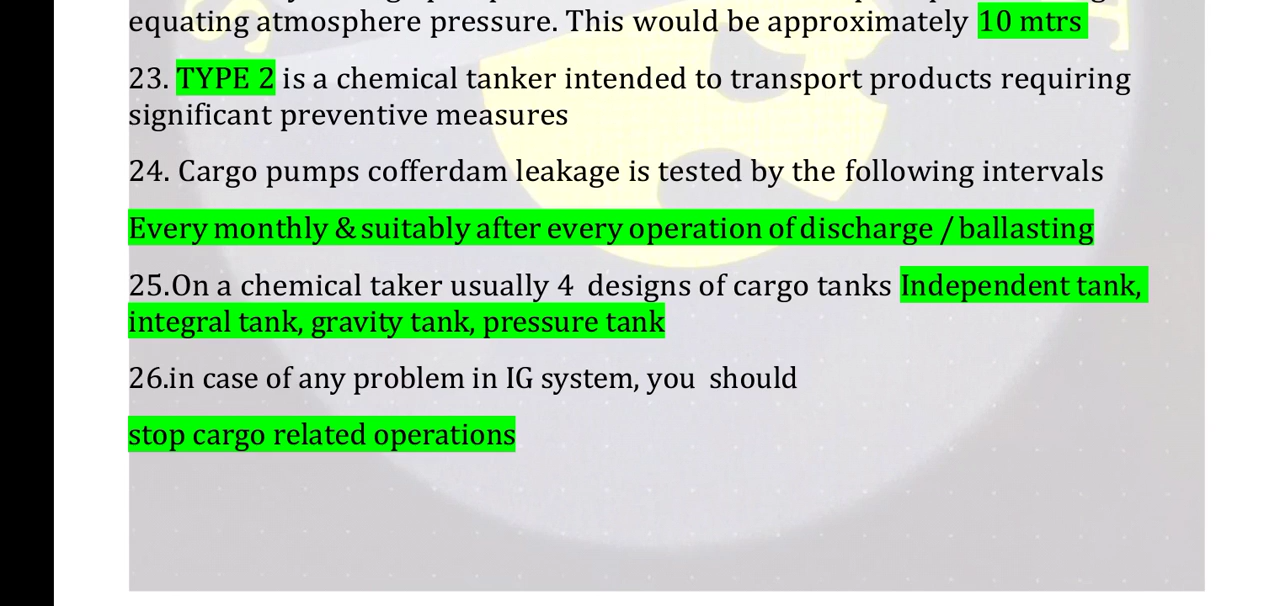 equating atmosphere pressure. This would be approximately 10 mtrs
23. TYPE 2 is a chemical tanker intended to transport products requiring
significant preventive measures
24. Cargo pumps cofferdam leakage is tested by the following intervals
Every monthly & suitably after every operation of discharge / ballasting
25.On a chemical taker usually 4 designs of cargo tanks Independent tank,
integral tank, gravity tank, pressure tank
26.in case of any problem in IG system, you should
stop cargo related operations